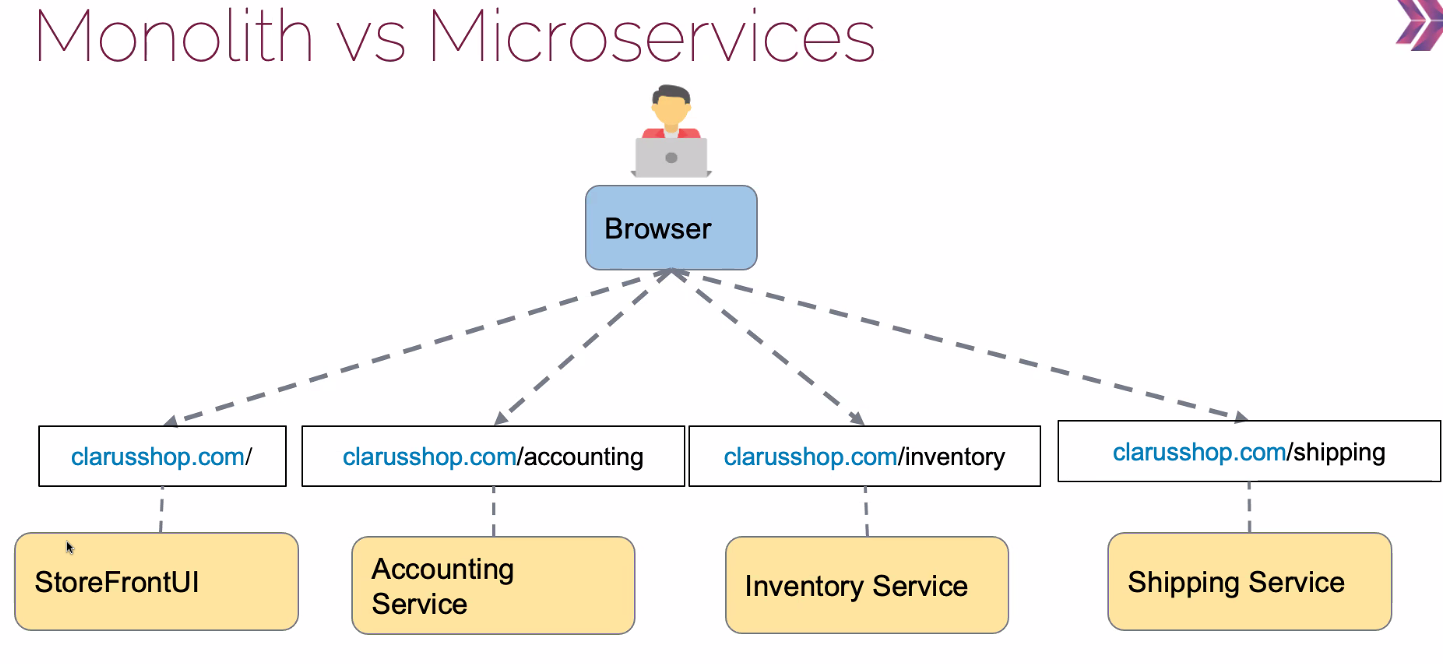 Monolith vs Microservices
Browser
clarusshop.com/
clarusshop.com/accounting
clarusshop.com/inventory
clarusshop.com/shipping
StoreFrontUI
Accounting
Service
Inventory Service
Shipping Service